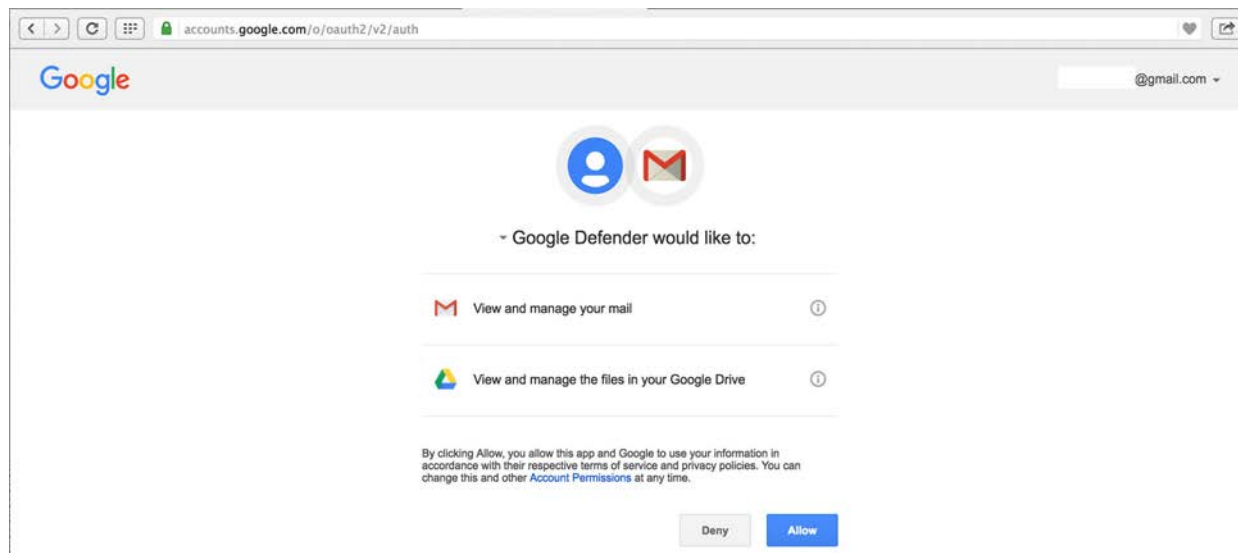 accounts.google.com/o/oauth2/v2/auth
Google
@gmail.com
Google Defender would like to:
View and manage your mail
View and manage the files in your Google Drive
By clicking Allow, you allow this app and Google to use your information in
accordance with their respective terms of service and privacy policies. You can
change this and other Account Permissions at any time.
Deny
Allow